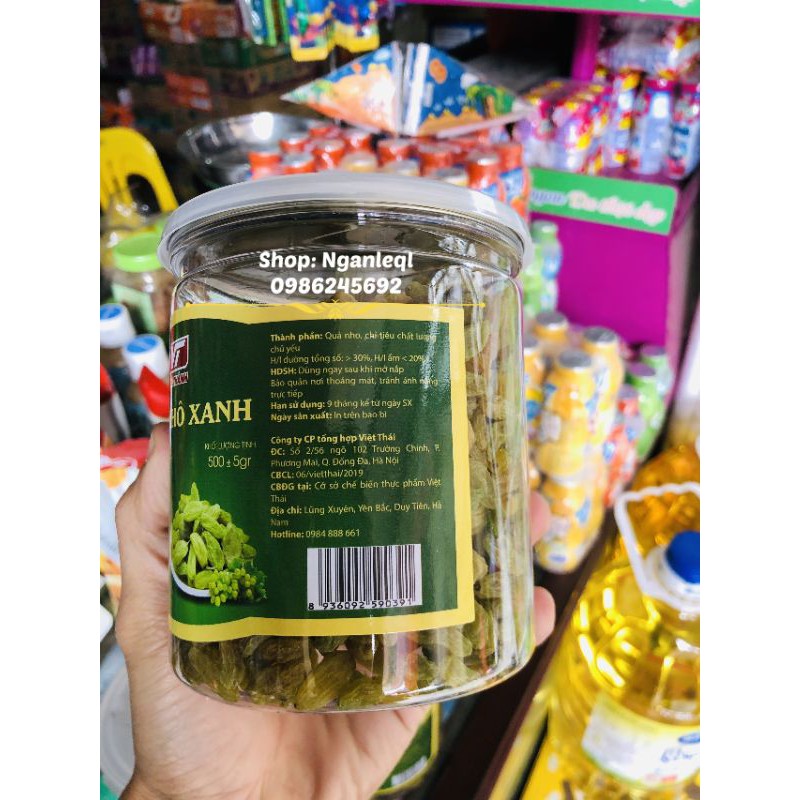 Shop: Nganleql
0986245692
Thành phần: Quả nho, chỉ tiêu chất lượng
chủ yếu
H/l đường tổng số: > 30%, H/l ẩm < 20%
HDSH: Dùng ngay sau khi mở nắp
Bảo quản nơi thoáng mát, tránh ánh nắng
trực tiếp
Hạn sử dụng: 9 tháng kể từ ngày SX
Ngày sản xuất: In trên bao bì
HÔ XANH
KHỐI LƯỢNG TỊNH
500 ± 5gr
Công ty CP tổng hợp Việt Thái
ĐC: Số 2/56 ngõ 102 Trường Chinh, P.
Phương Mai, Q. Đống Đa, Hà Nội
CBCL: 06/vietthai/2019
CBĐG tại: Cở sở chế biến thực phẩm Việt
Thái
Địa chỉ: Lũng Xuyên, Yên Bắc, Duy Tiên, Hà
Nam
Hotline: 0984 888 661
8 936092 590391